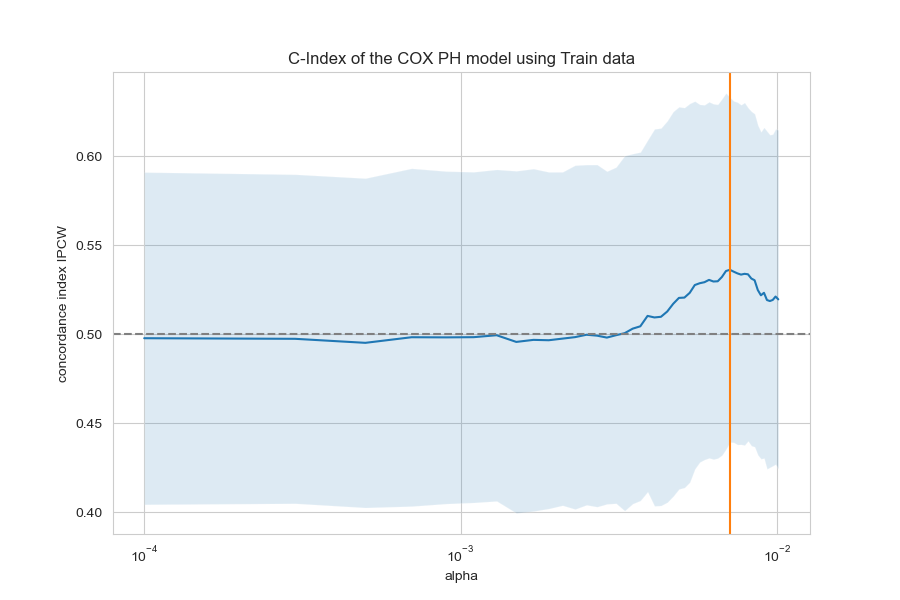 C-Index of the COX PH model using Train data
concordance index IPCW
0.60
0.55
0.50
0.45
0.40
10⁻⁴
10⁻³
10⁻²
alpha